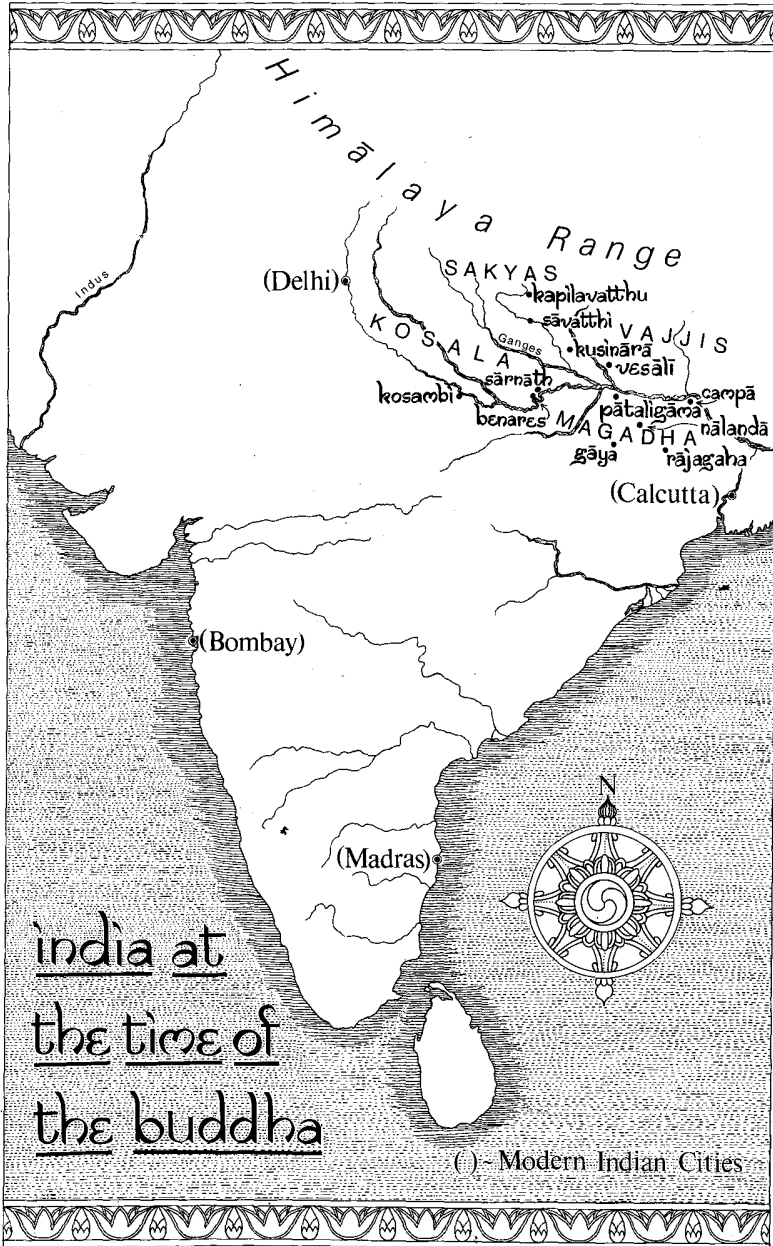 Himālaya Range
Indus
(Delhi)
SAKYAS
kapilavatthu
sāvatthi
VAJJIS
KOSALA
Ganges
kusinārā
vesālī
sārnāth
kosambi
benares
campā
pātaligāma
MAGADHA
nālandā
gāya
rājagaha
(Calcutta)
(Bombay)
N
(Madras)
india at
the time of
the buddha
( ) ~ Modern Indian Cities